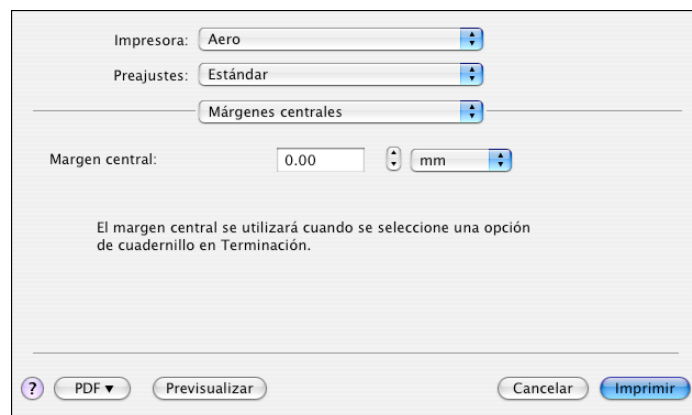 Impresora: Aero
Preajustes: Estándar
Márgenes centrales
Margen central: 0.00 mm
El margen central se utilizará cuando se seleccione una opción
de cuadernillo en Terminación.
? PDF ▼ Previsualizar Cancelar Imprimir